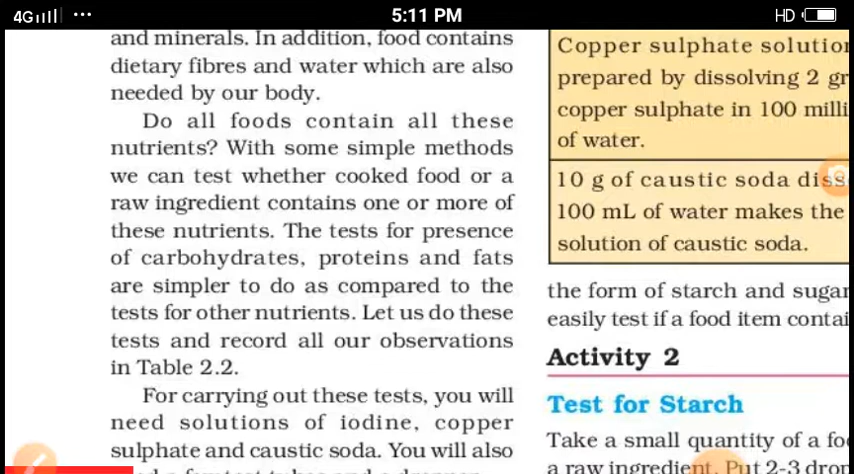 4G
5:11 PM
HD
and minerals. In addition, food contains
dietary fibres and water which are also
needed by our body.
Do all foods contain all these
nutrients? With some simple methods
we can test whether cooked food or a
raw ingredient contains one or more of
these nutrients. The tests for presence
of carbohydrates, proteins and fats
are simpler to do as compared to the
tests for other nutrients. Let us do these
tests and record all our observations
in Table 2.2.
For carrying out these tests, you will
need solutions of iodine, copper
sulphate and caustic soda. You will also
Copper sulphate solution
prepared by dissolving 2 gr
copper sulphate in 100 milli
of water.
10 g of caustic soda diss
100 mL of water makes the
solution of caustic soda.
the form of starch and sugar
easily test if a food item contai
Activity 2
Test for Starch
Take a small quantity of a foo
a raw ingredient. Put 2-3 drop